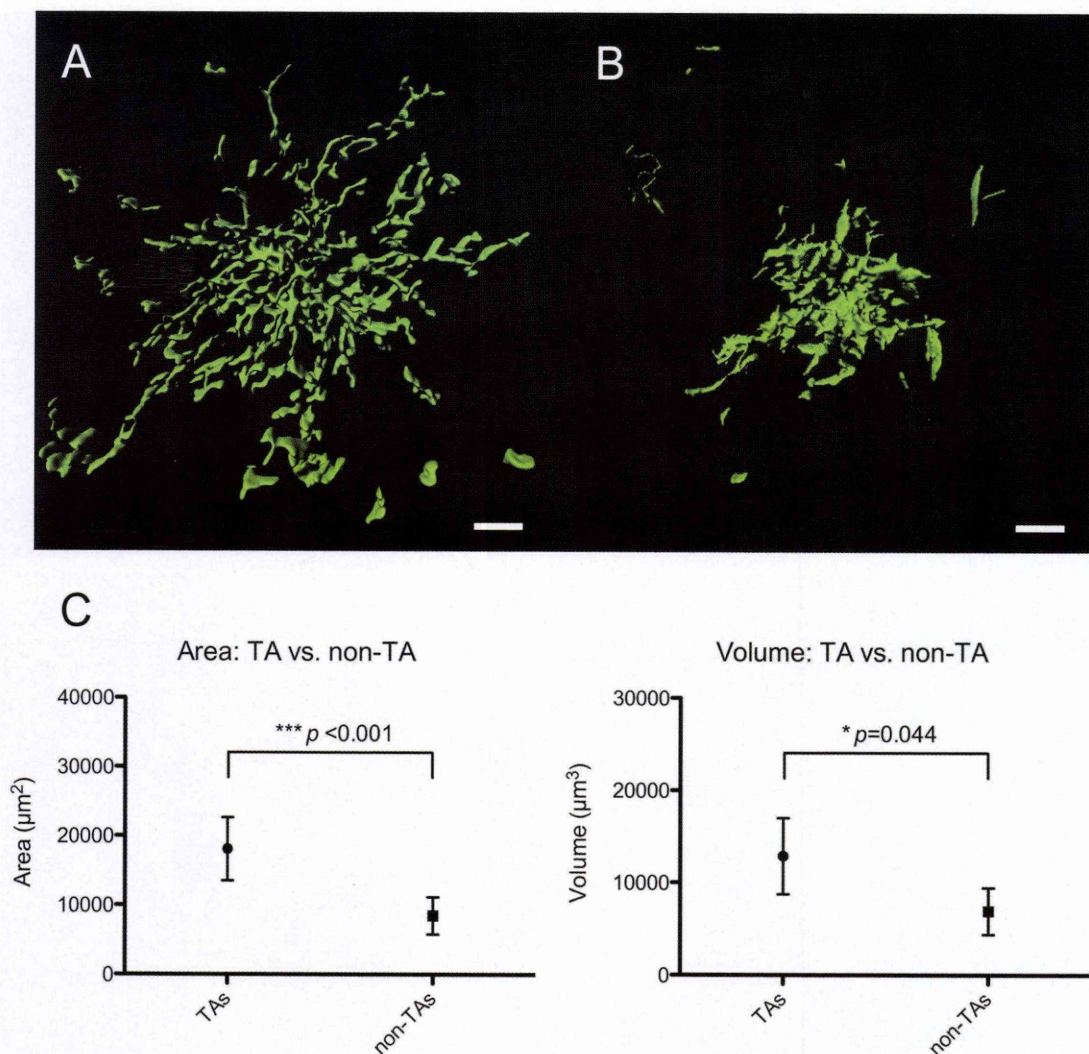 A
B
C
Area: TA vs. non-TA
40000
30000
20000
10000
0
Area (μm²)
*** p <0.001
TAs
non-TAs
Volume: TA vs. non-TA
30000
20000
10000
0
Volume (μm³)
* p=0.044
TAs
non-TAs